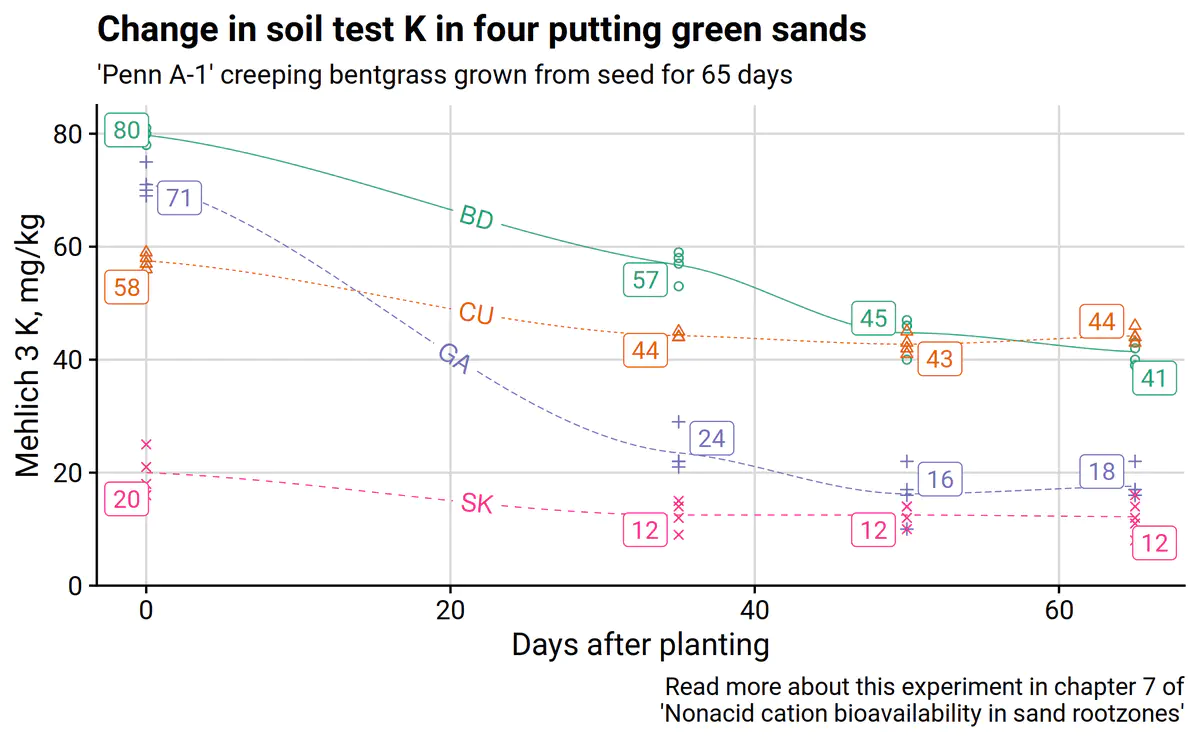 Change in soil test K in four putting green sands
'Penn A-1' creeping bentgrass grown from seed for 65 days
Mehlich 3 K, mg/kg
80
60
40
20
0
80
71
58
20
BD
CU
GA
SK
57
44
24
12
45
43
16
12
44
41
18
12
0 20 40 60
Days after planting
Read more about this experiment in chapter 7 of
'Nonacid cation bioavailability in sand rootzones'